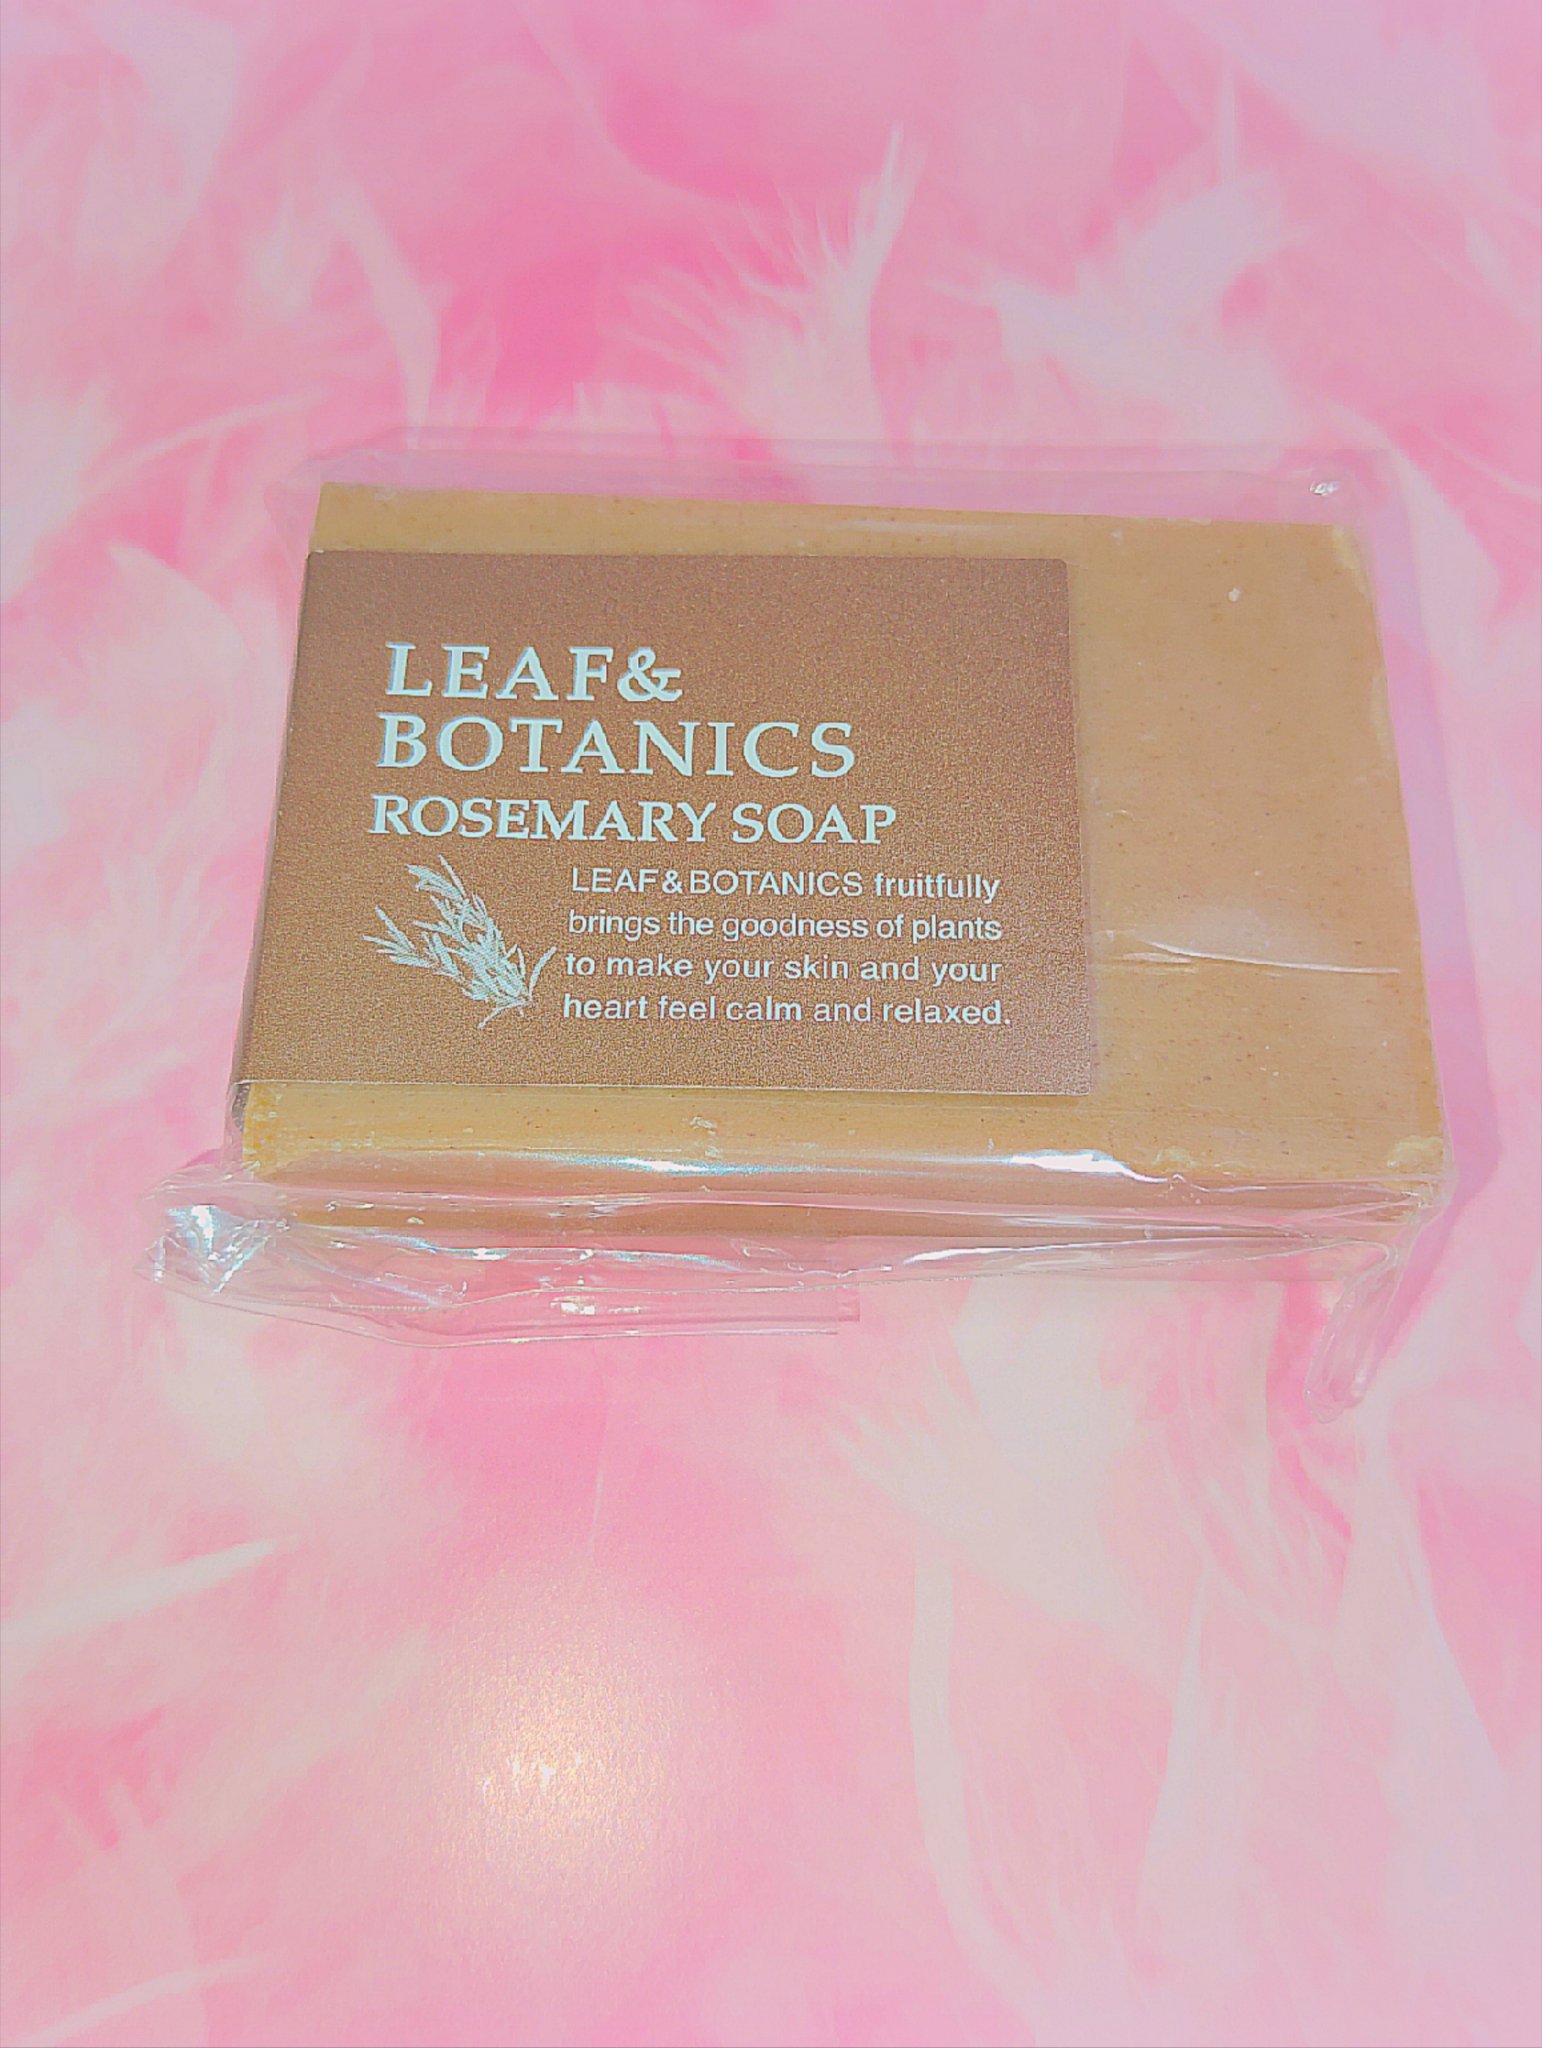 LEAF&
BOTANICS
ROSEMARY SOAP
LEAF&BOTANICS fruitfully
brings the goodness of plants
to make your skin and your
heart feel calm and relaxed.